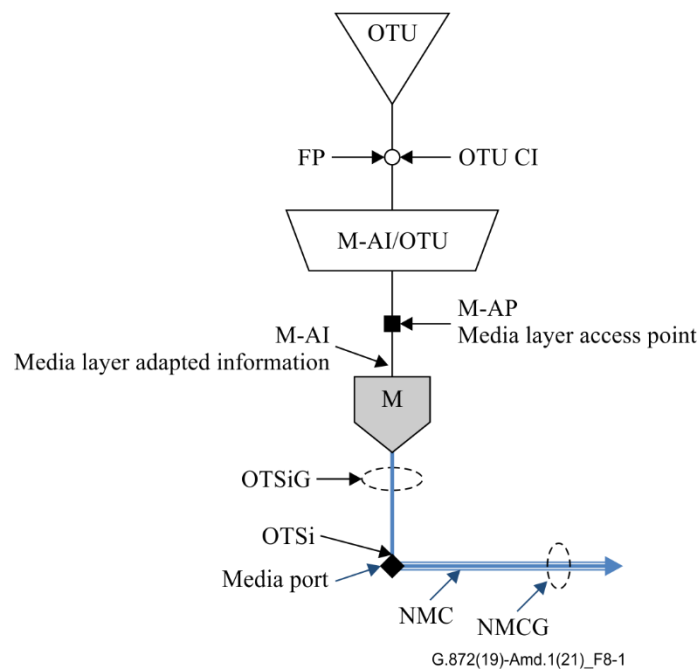 OTU
FP
OTU CI
M-AI/OTU
M-AP
Media layer access point
M-AI
Media layer adapted information
M
OTSiG
OTSi
Media port
NMC
NMCG
G.872(19)-Amd.1(21)_F8-1